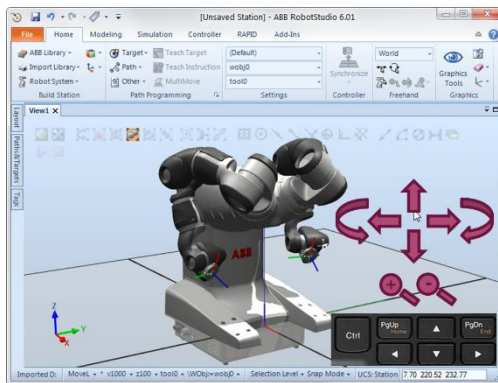 [Unsaved Station] - ABB RobotStudio 6.01
File Home Modeling Simulation Controller RAPID Add-Ins
ABB Library Target Teach Target (Default) World
Import Library Path Teach Instruction wobj0 Synchronize Graphics Tools
Robot System Other MultiMove tool0
Build Station Path Programming Settings Controller Freehand Graphics
View1 X
Layout
Paths&Targets
Tags
ABB
Z
Y
X
Ctrl
PgUp
Home
PgDn
End
Imported D: MoveL * v1000 z100 tool0 \WObj:=wobj0 Selection Level Snap Mode UCS: Station 7.70 220.52 232.77